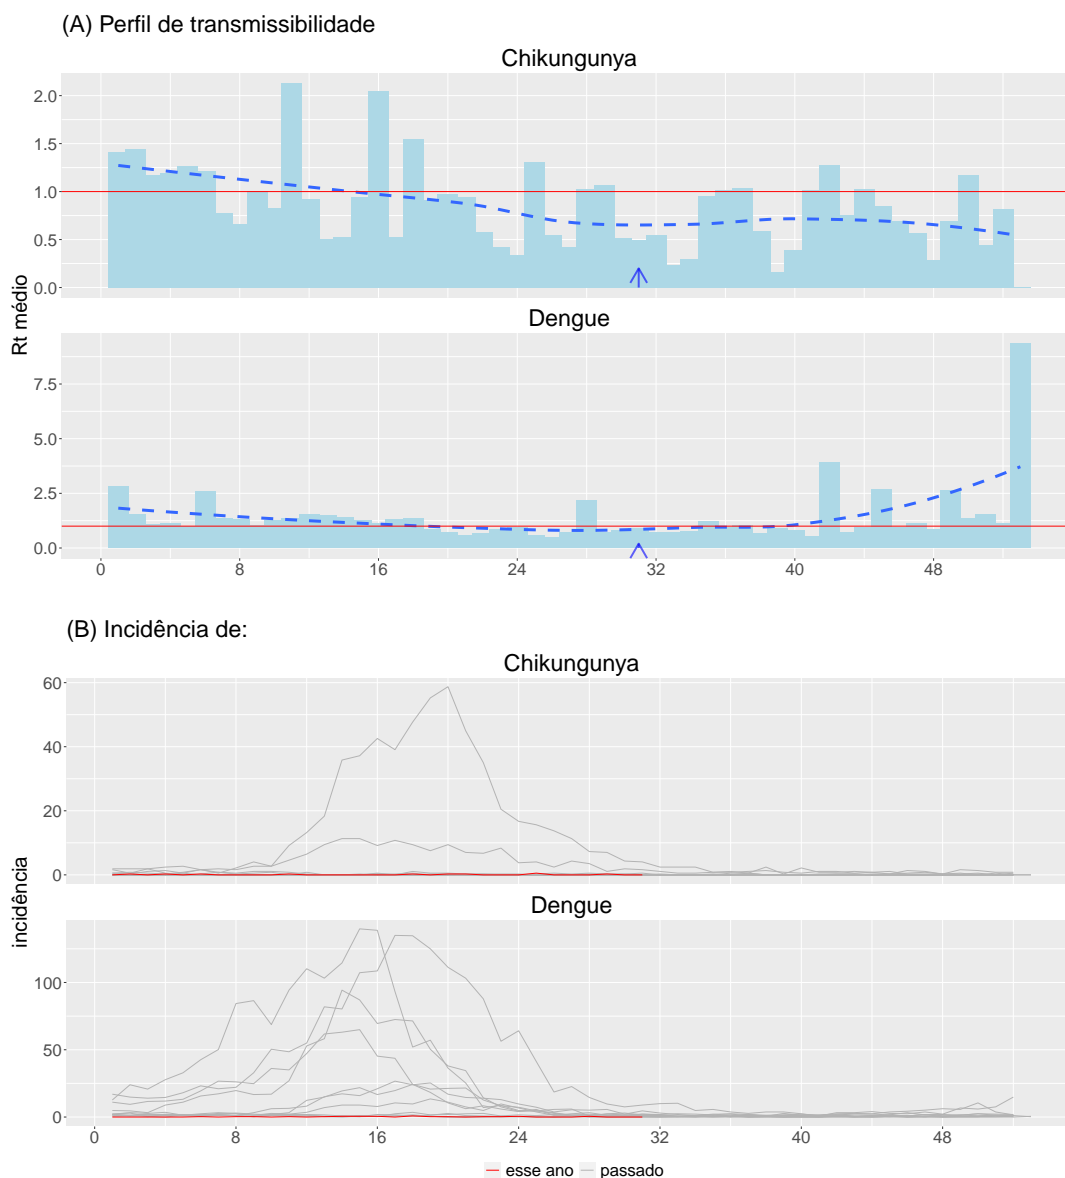 (A) Perfil de transmissibilidade
Chikungunya
2.0
1.5
1.0
0.5
0.0
Rt médio
Dengue
7.5
5.0
2.5
0.0
0 8 16 24 32 40 48
(B) Incidência de:
Chikungunya
60
40
20
0
incidência
Dengue
100
50
0
0 8 16 24 32 40 48
esse ano passado